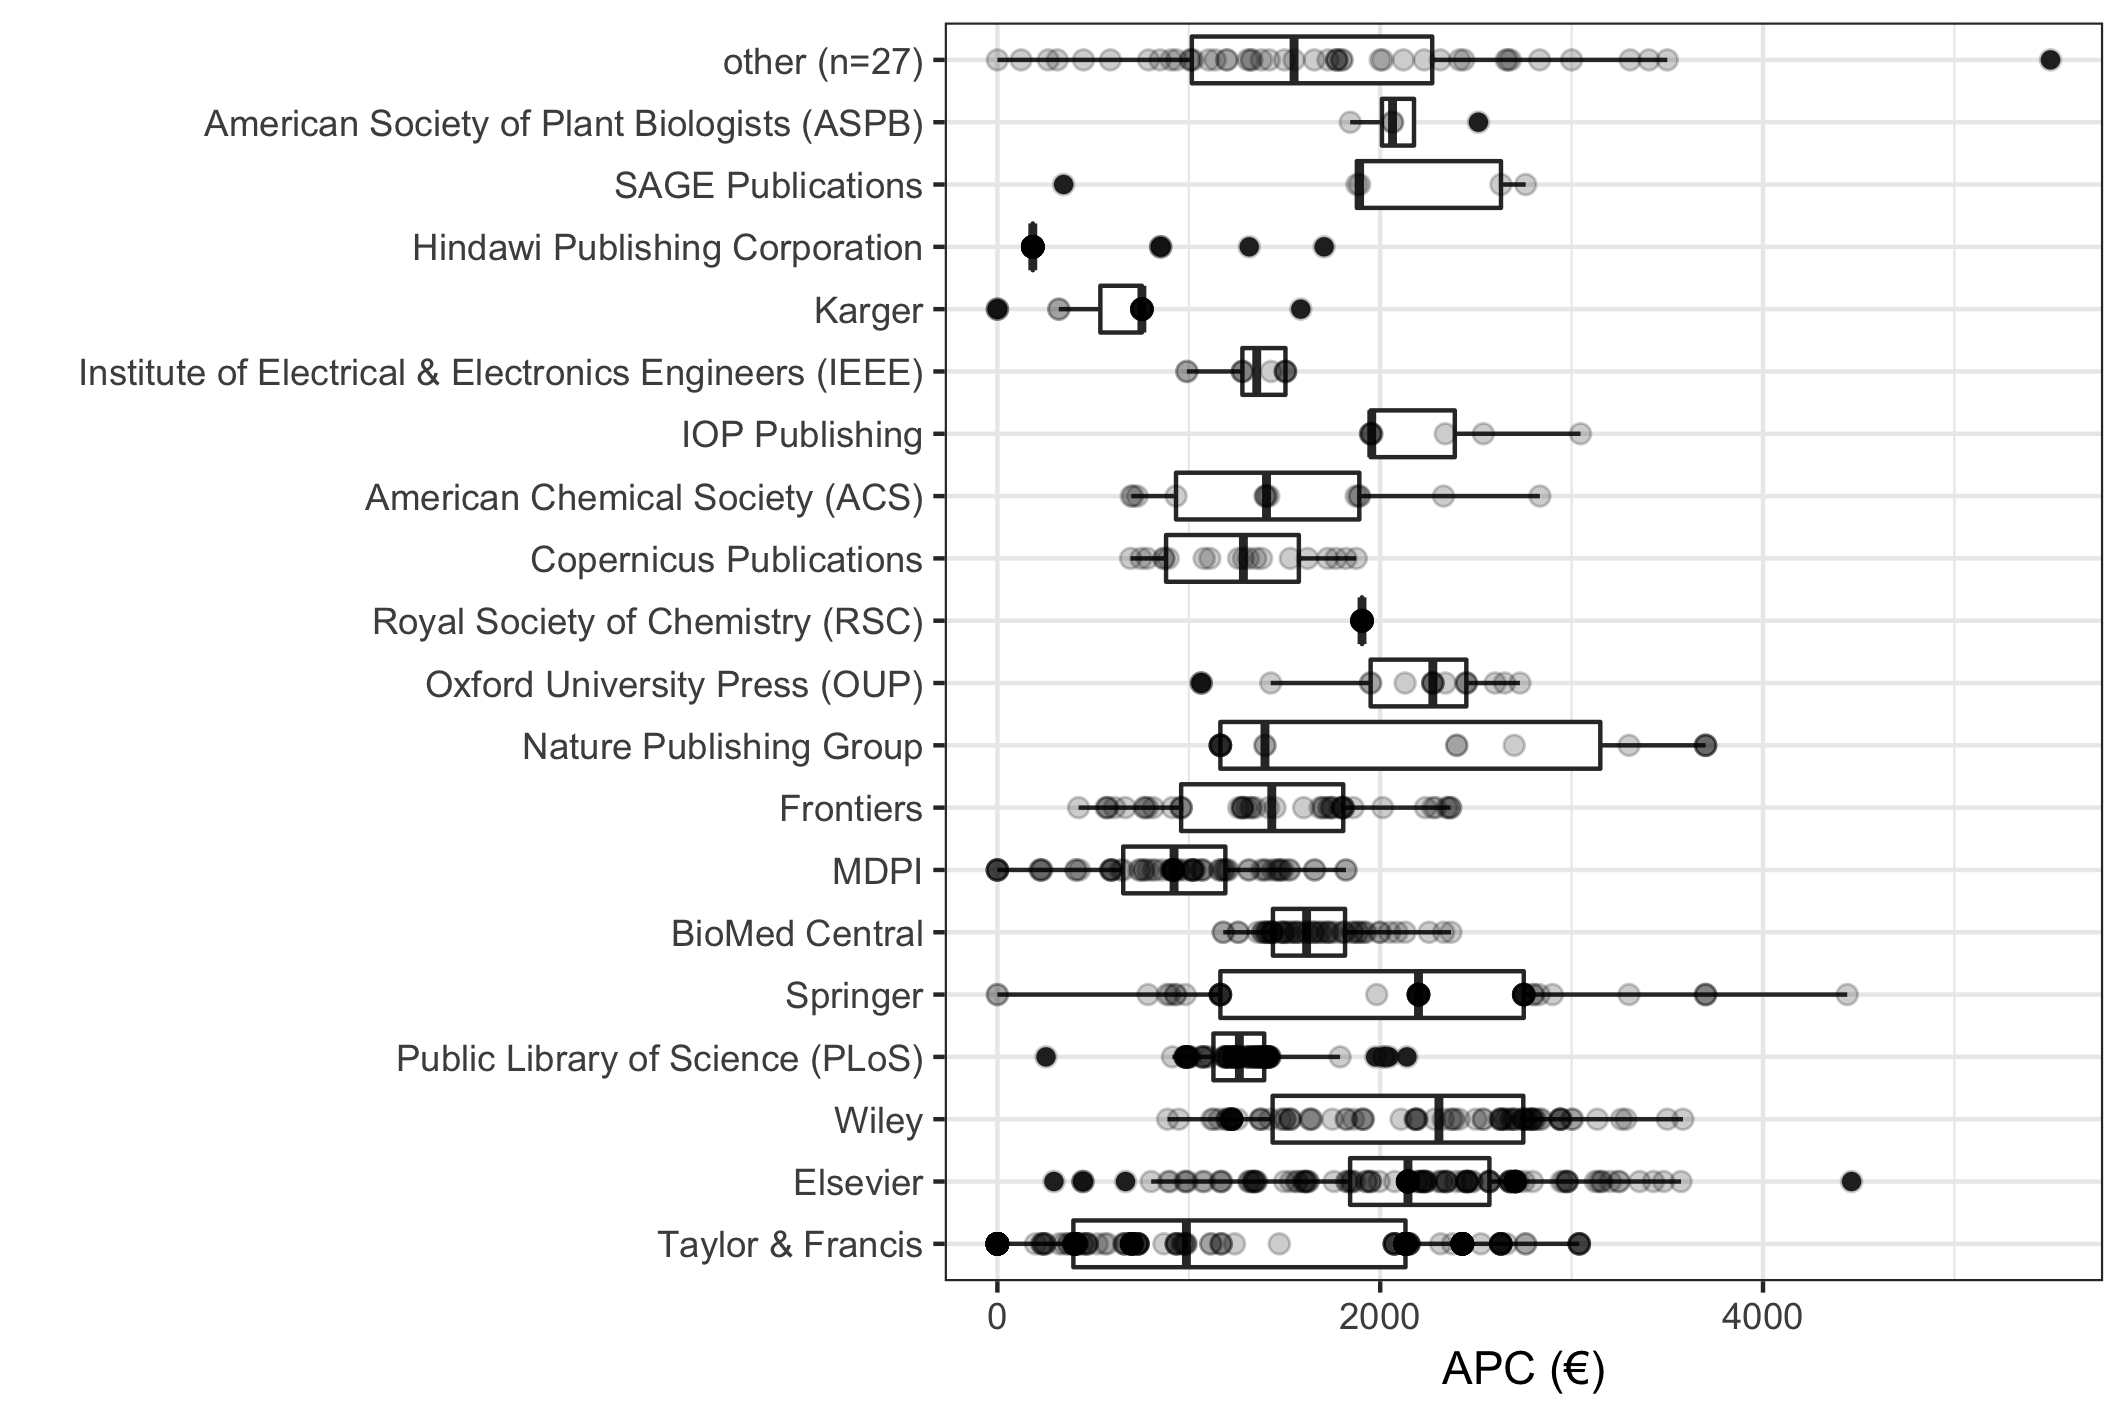 other (n=27)
American Society of Plant Biologists (ASPB)
SAGE Publications
Hindawi Publishing Corporation
Karger
Institute of Electrical & Electronics Engineers (IEEE)
IOP Publishing
American Chemical Society (ACS)
Copernicus Publications
Royal Society of Chemistry (RSC)
Oxford University Press (OUP)
Nature Publishing Group
Frontiers
MDPI
BioMed Central
Springer
Public Library of Science (PLoS)
Wiley
Elsevier
Taylor & Francis
0 2000 4000
APC (€)